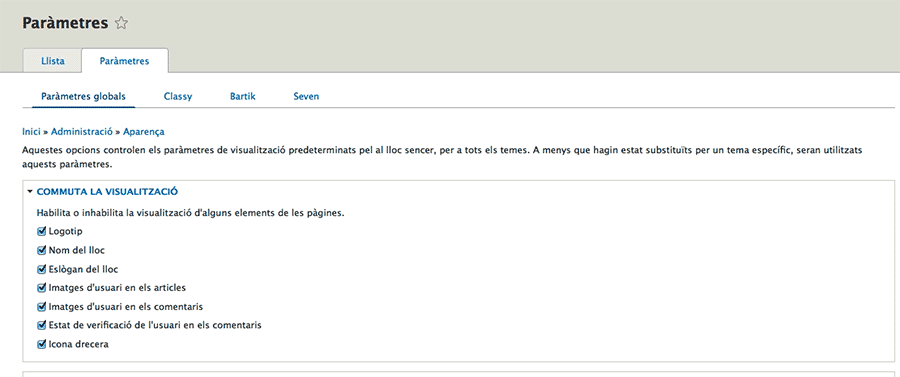 Paràmetres
Llista Paràmetres
Paràmetres globals Classy Bartik Seven
Inici » Administració » Aparença
Aquestes opcions controlen els paràmetres de visualització predeterminats pel al lloc sencer, per a tots els temes. A menys que hagin estat substituïts per un tema específic, seran utilitzats
aquests paràmetres.
COMMUTA LA VISUALITZACIÓ
Habilita o inhabilita la visualització d'alguns elements de les pàgines.
Logotip
Nom del lloc
Eslògan del lloc
Imatges d'usuari en els articles
Imatges d'usuari en els comentaris
Estat de verificació de l'usuari en els comentaris
Icona drecera